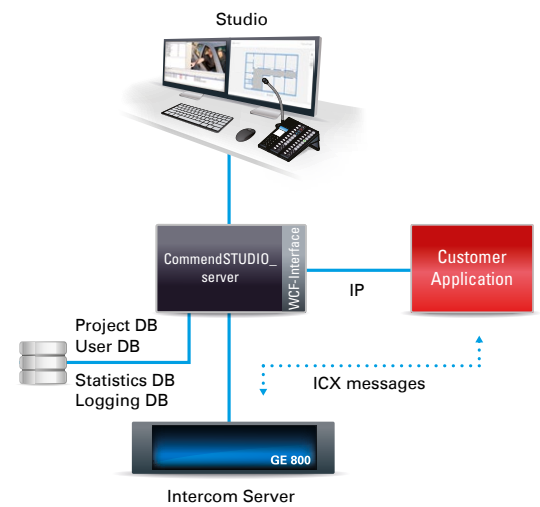 Studio
CommendSTUDIO_
server
WCF-Interface
IP
Customer
Application
Project DB
User DB
Statistics DB
Logging DB
ICX messages
GE 800
Intercom Server